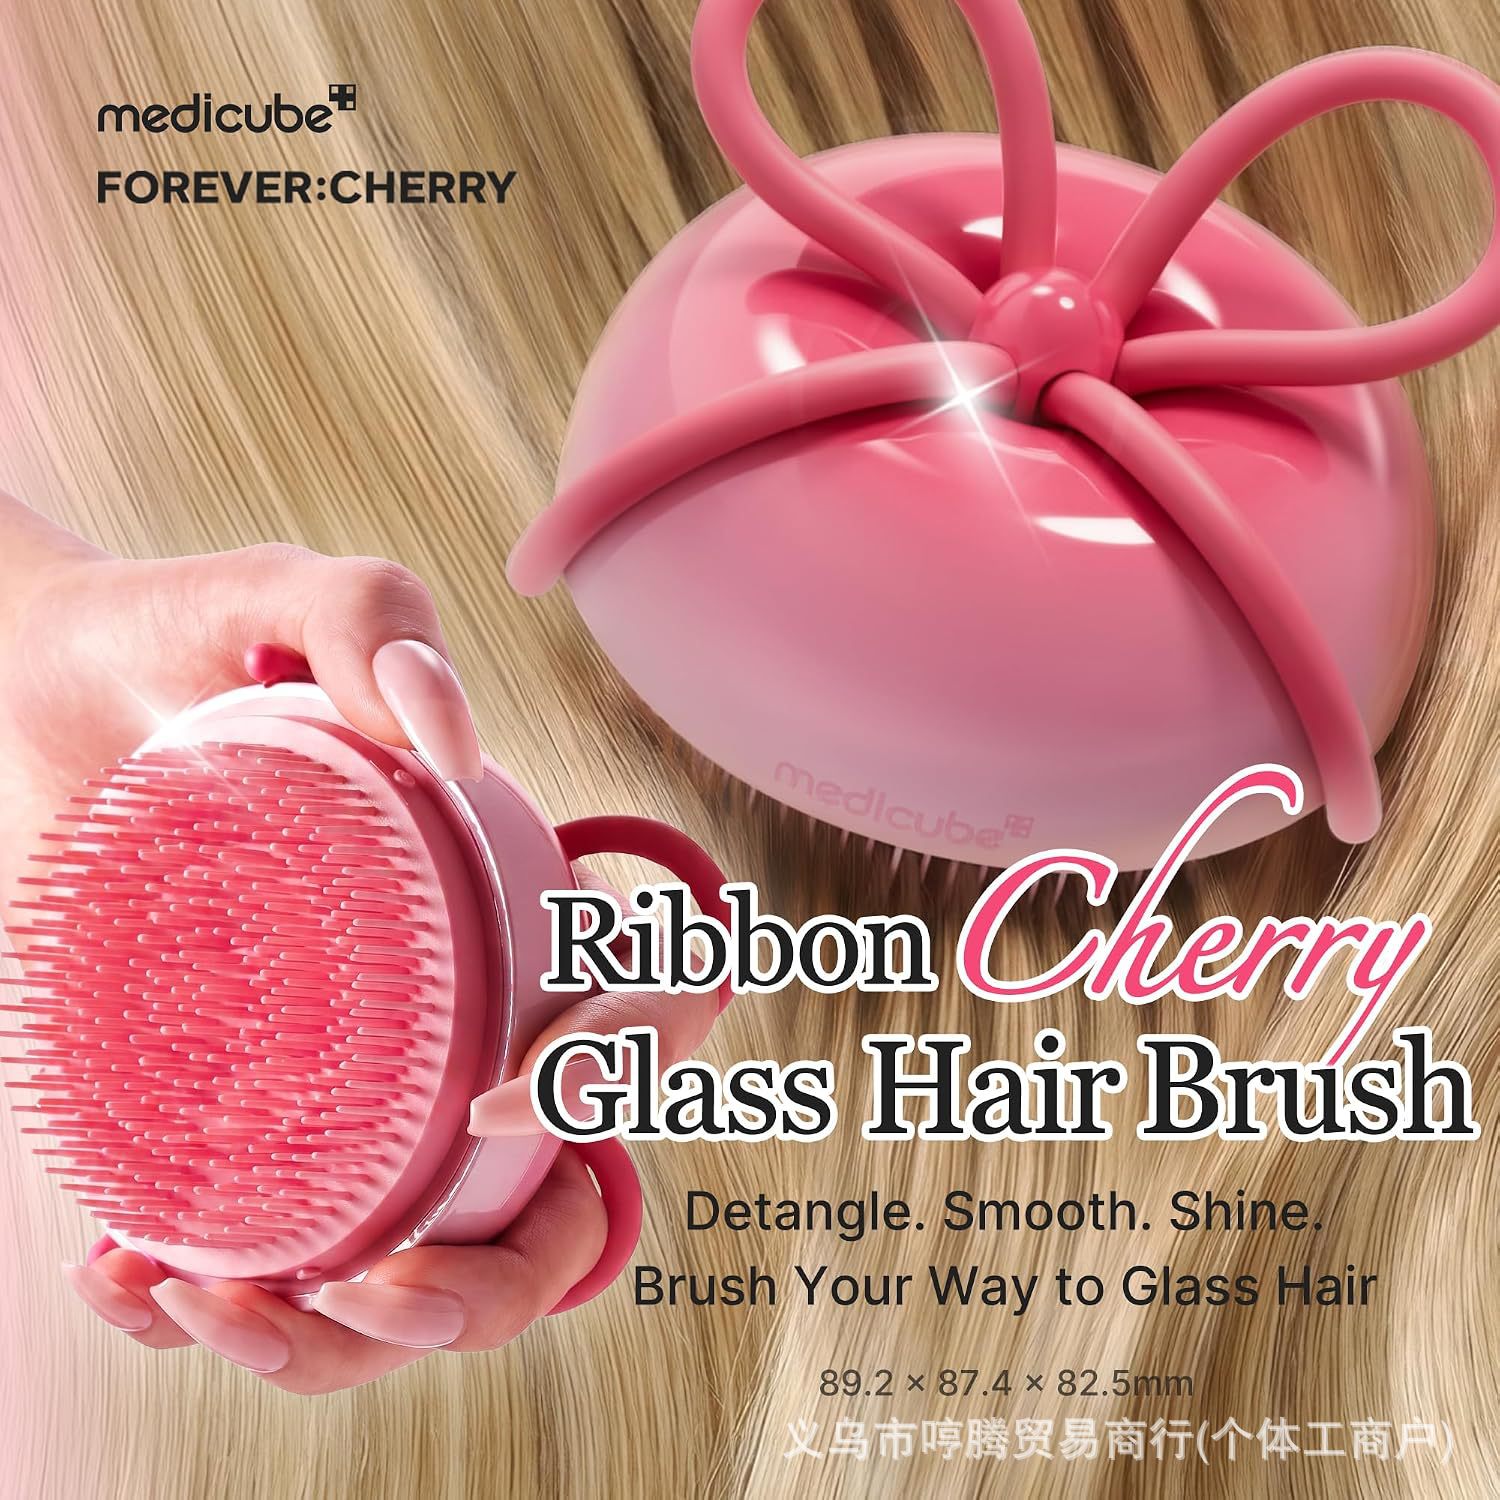 medicube
FOREVER:CHERRY
medicube
Ribbon Cherry
Glass Hair Brush
Detangle. Smooth. Shine.
Brush Your Way to Glass Hair
89.2 × 87.4 × 82.5mm
义乌市哼腾贸易商行(个体工商户)